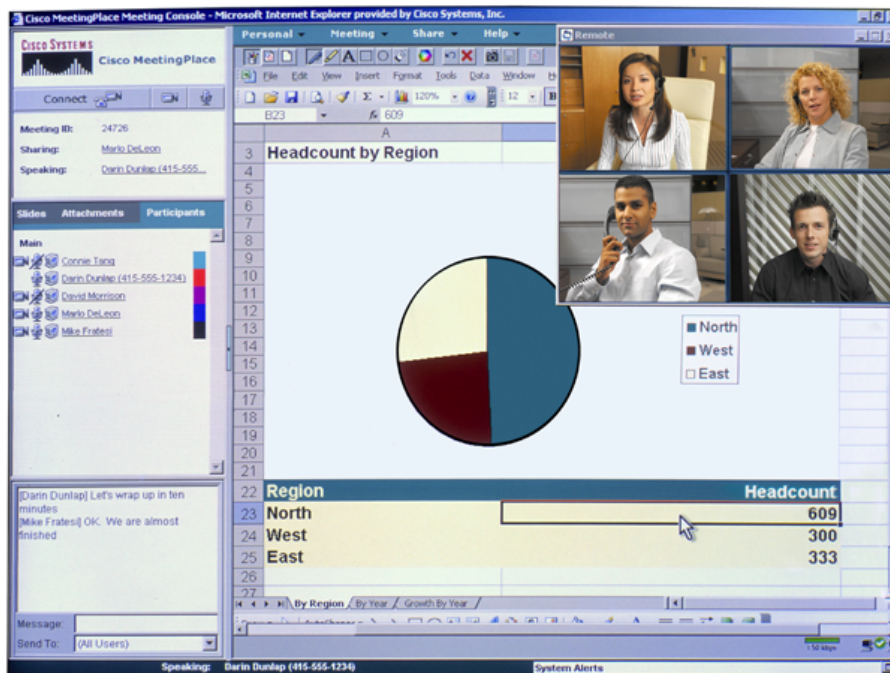 Cisco MeetingPlace Meeting Console - Microsoft Internet Explorer provided by Cisco Systems, Inc.
CISCO SYSTEMS
Cisco MeetingPlace
Connect
Meeting ID: 24726
Sharing: Mario DeLeon
Speaking: Darin Dunlap (415-555...
Slides Attachments Participants
Main
Connie Tang
Darin Dunlap (415-555-1234)
David Morrison
Mario DeLeon
Mike Fratesi
[Darin Dunlap] Let's wrap up in ten
minutes
[Mike Fratesi] OK. We are almost
finished
Message:
Send To: (All Users)
Personal Meeting Share Help
File Edit View Insert Format Tools Data Window
120% 12 B
B23 fx 609
A
3 Headcount by Region
4
5
6
7
8
9
10
11
12
13
14
15
16
17
18
19
20
21
North
West
East
22 Region Headcount
23 North 609
24 West 300
25 East 333
26
27
By Region By Year Growth By Year
Remote
150 kbps
Speaking: Darin Dunlap (415-555-1234)
System Alerts